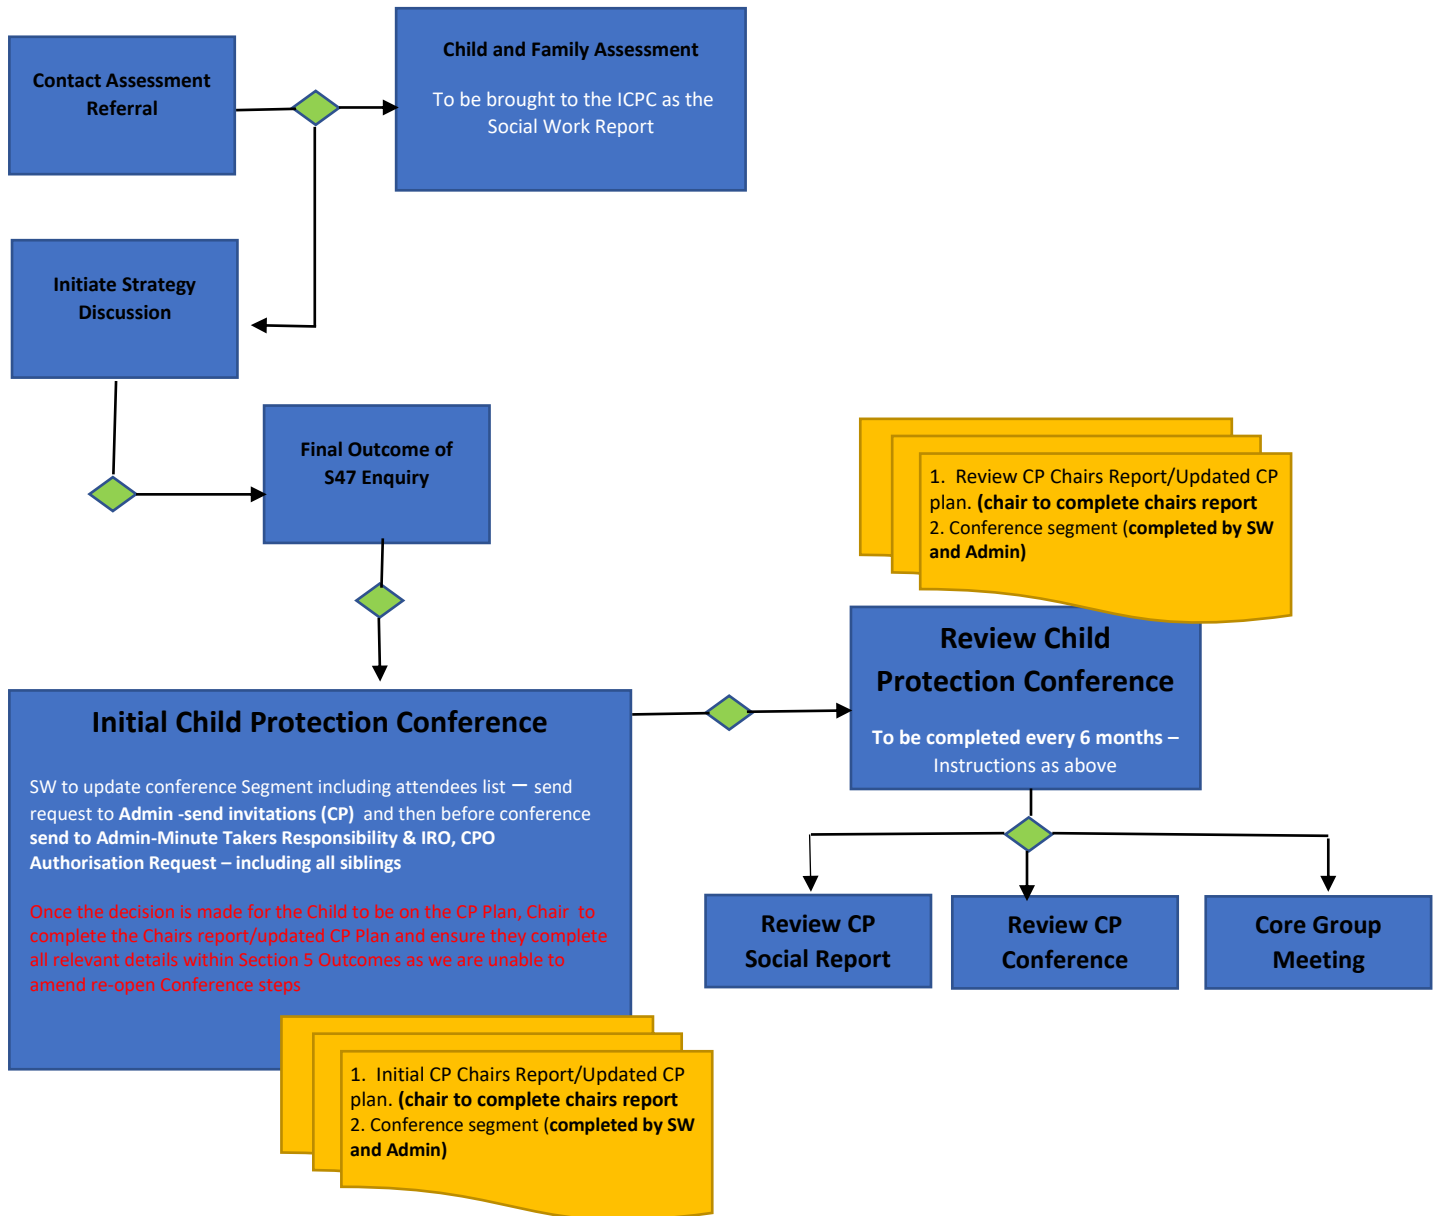 Contact Assessment
Referral
Child and Family Assessment
To be brought to the ICPC as the
Social Work Report
Initiate Strategy
Discussion
Final Outcome of
S47 Enquiry
1. Review CP Chairs Report/Updated CP
plan. (chair to complete chairs report
2. Conference segment (completed by SW
and Admin)
Review Child
Protection Conference
To be completed every 6 months –
Instructions as above
Initial Child Protection Conference
SW to update conference Segment including attendees list – send
request to Admin -send invitations (CP) and then before conference
send to Admin-Minute Takers Responsibility & IRO, CPO
Authorisation Request – including all siblings
Once the decision is made for the Child to be on the CP Plan, Chair to
complete the Chairs report/updated CP Plan and ensure they complete
all relevant details within Section 5 Outcomes as we are unable to
amend re-open Conference steps
Review CP
Social Report
Review CP
Conference
Core Group
Meeting
1. Initial CP Chairs Report/Updated CP
plan. (chair to complete chairs report
2. Conference segment (completed by SW
and Admin)